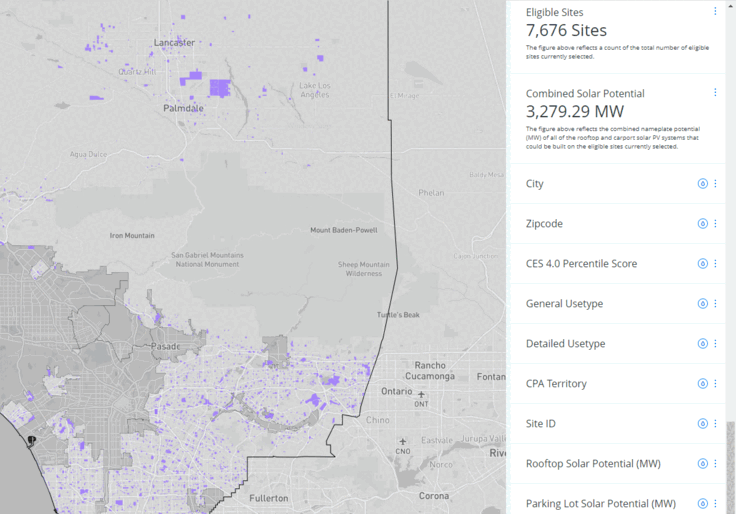 Lancaster
Quartz Hill
Lake Los
Angeles
El Mirage
Palmdale
Agua Dulce
Baldy Mesa
Phelan
Iron Mountain
Mount Baden-Powell
San Gabriel Mountains
National Monument
Cajon Junction
Sheep Mountain
Wilderness
Turtle's Beak
Pasade
Rancho
Cucamonga
Fontan
Ontario
ONT
Chino
Eastvale
Jurupa Vall
CNO
Rive
Norco
Fullerton
Corona
Eligible Sites
7,676 Sites
The figure above reflects a count of the total number of eligible
sites currently selected.
Combined Solar Potential
3,279.29 MW
The figure above reflects the combined nameplate potential
(MW) of all of the rooftop and carport solar PV systems that
could be built on the eligible sites currently selected.
City
Zipcode
CES 4.0 Percentile Score
General Usetype
Detailed Usetype
CPA Territory
Site ID
Rooftop Solar Potential (MW)
Parking Lot Solar Potential (MW)